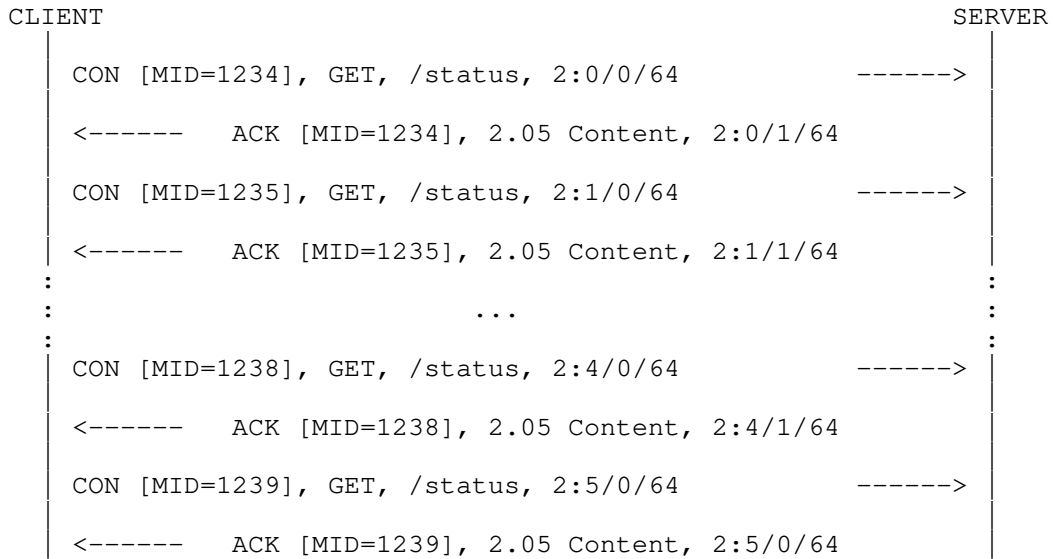 CLIENT                                                     SERVER
CON [MID=1234], GET, /status, 2:0/0/64           ------>
<------   ACK [MID=1234], 2.05 Content, 2:0/1/64
CON [MID=1235], GET, /status, 2:1/0/64           ------>
<------   ACK [MID=1235], 2.05 Content, 2:1/1/64
:                                                         :
:                          ...                            :
:                                                         :
CON [MID=1238], GET, /status, 2:4/0/64           ------>
<------   ACK [MID=1238], 2.05 Content, 2:4/1/64
CON [MID=1239], GET, /status, 2:5/0/64           ------>
<------   ACK [MID=1239], 2.05 Content, 2:5/0/64